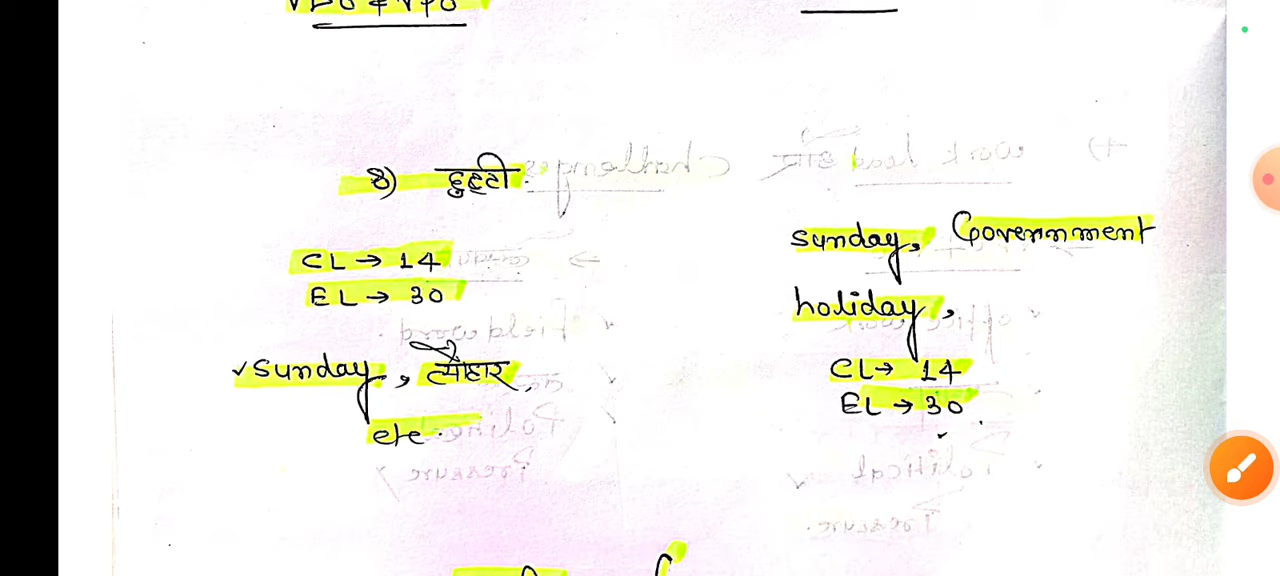 8) छुट्टी
CL → 14
EL → 30
✓Sunday, त्यौहार,
etc.
Sunday, Government
holiday,
CL → 14
EL → 30